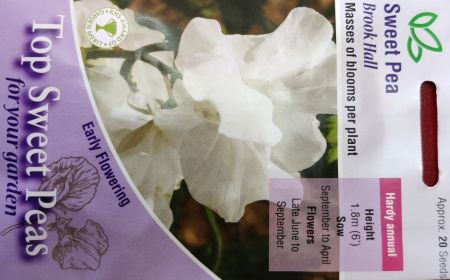 Sweet Pea
Brook Hall
Masses of blooms per plant
Hardy annual
Height
1.8m (6')
Sow
September to April
Flowers
Late June to
September
Approx. 20 Seeds
Early Flowering
Top Sweet Peas
for your garden